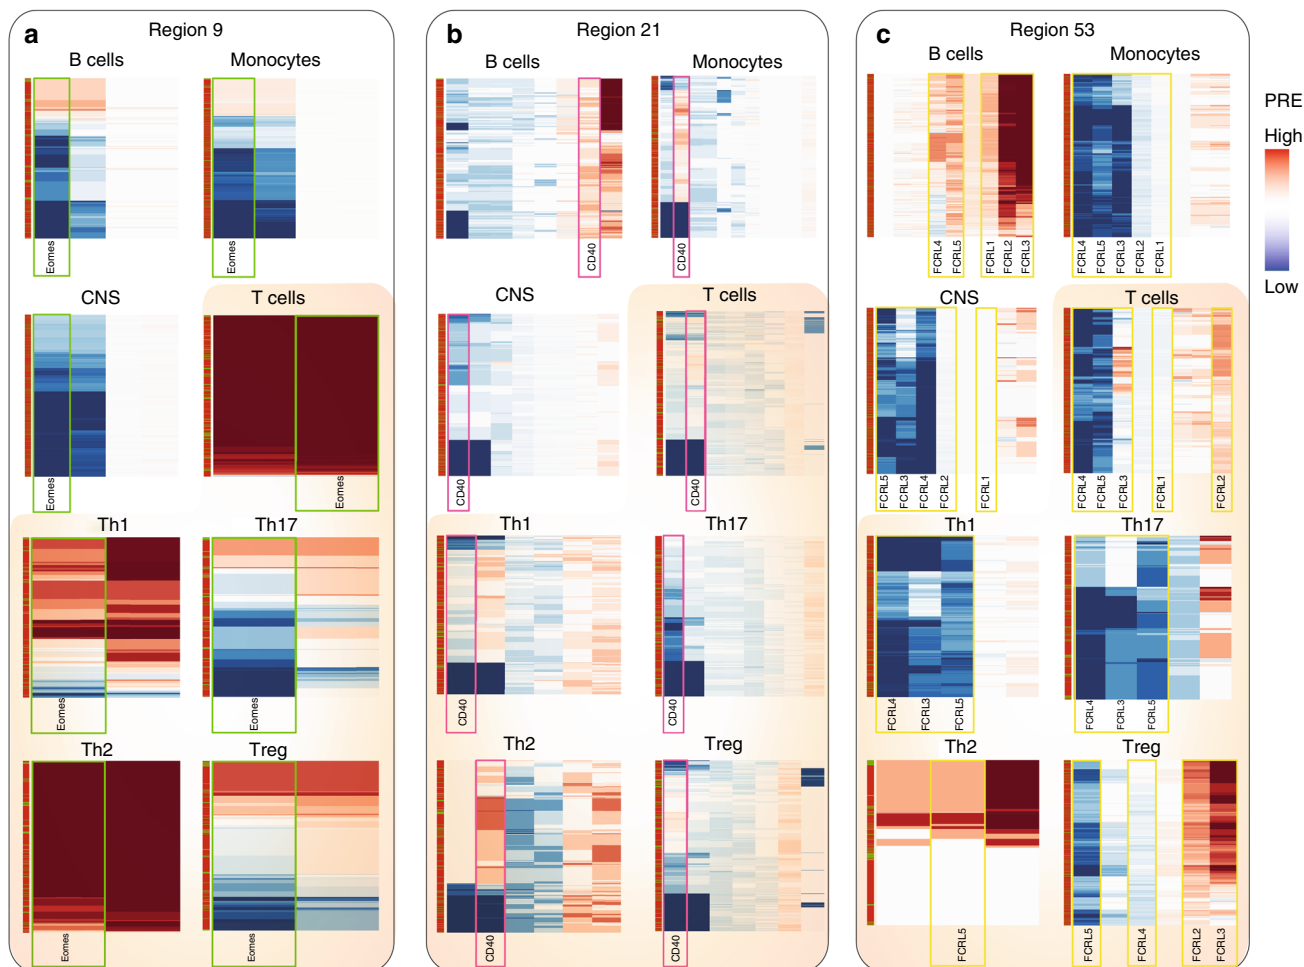 a
Region 9
B cells
Monocytes
Eomes
Eomes
CNS
T cells
Eomes
Eomes
Th1
Th17
Eomes
Eomes
Th2
Treg
Eomes
Eomes
b
Region 21
B cells
Monocytes
CD40
CD40
CNS
T cells
CD40
CD40
Th1
Th17
CD40
CD40
Th2
Treg
CD40
CD40
c
Region 53
B cells
Monocytes
FCRL4
FCRL5
FCRL1
FCRL2
FCRL3
FCRL4
FCRL5
FCRL3
FCRL2
FCRL1
CNS
T cells
FCRL5
FCRL3
FCRL4
FCRL2
FCRL1
FCRL4
FCRL5
FCRL3
FCRL1
FCRL2
Th1
Th17
FCRL4
FCRL3
FCRL5
FCRL4
FCRL3
FCRL5
Th2
Treg
FCRL5
FCRL5
FCRL4
FCRL2
FCRL3
PRE
High
Low